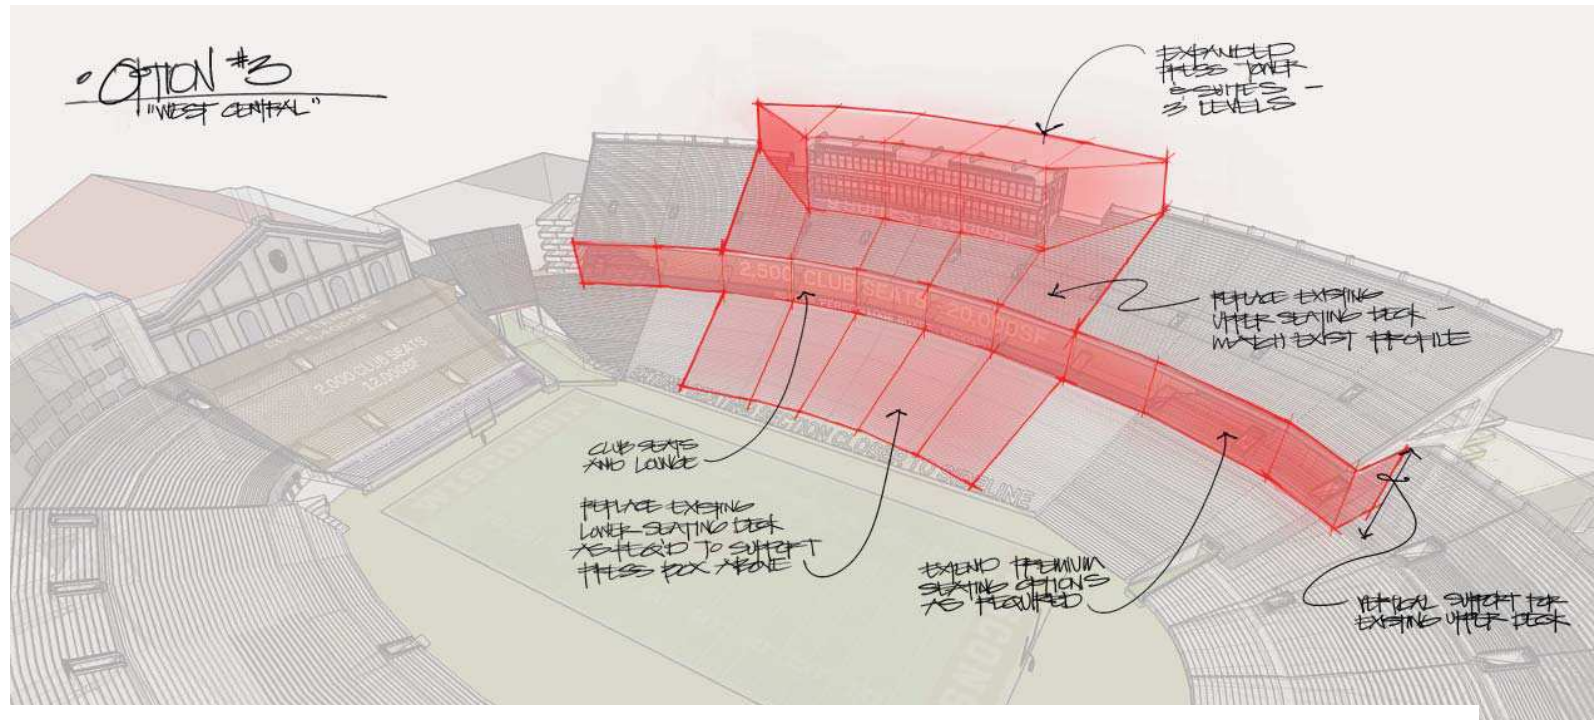 • OPTION #3
"WEST CENTRAL"
EXPANDED
PRESS TOWER
& SUITES -
3 LEVELS
REPLACE EXISTING
UPPER SEATING DECK -
MATCH EXIST PROFILE
2,500 CLUB SEATS 20,000SF
2,000 CLUB SEATS
12,000SF
SEATING SECTION CLOSER TO SIDELINE
CLUB SEATS
AND LOUNGE
REPLACE EXISTING
LOWER SEATING DECK
AS REQ'D TO SUPPORT
PRESS BOX ABOVE
EXTEND PREMIUM
SEATING OPTIONS
AS REQUIRED
VERTICAL SUPPORT FOR
EXISTING UPPER DECK
WISCONSIN
WISCONS